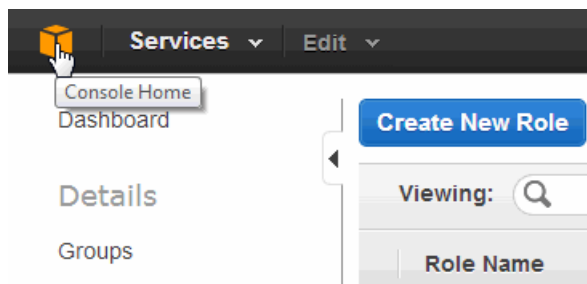 Services Edit
Console Home
Dashboard
Create New Role
Details
Viewing:
Groups
Role Name